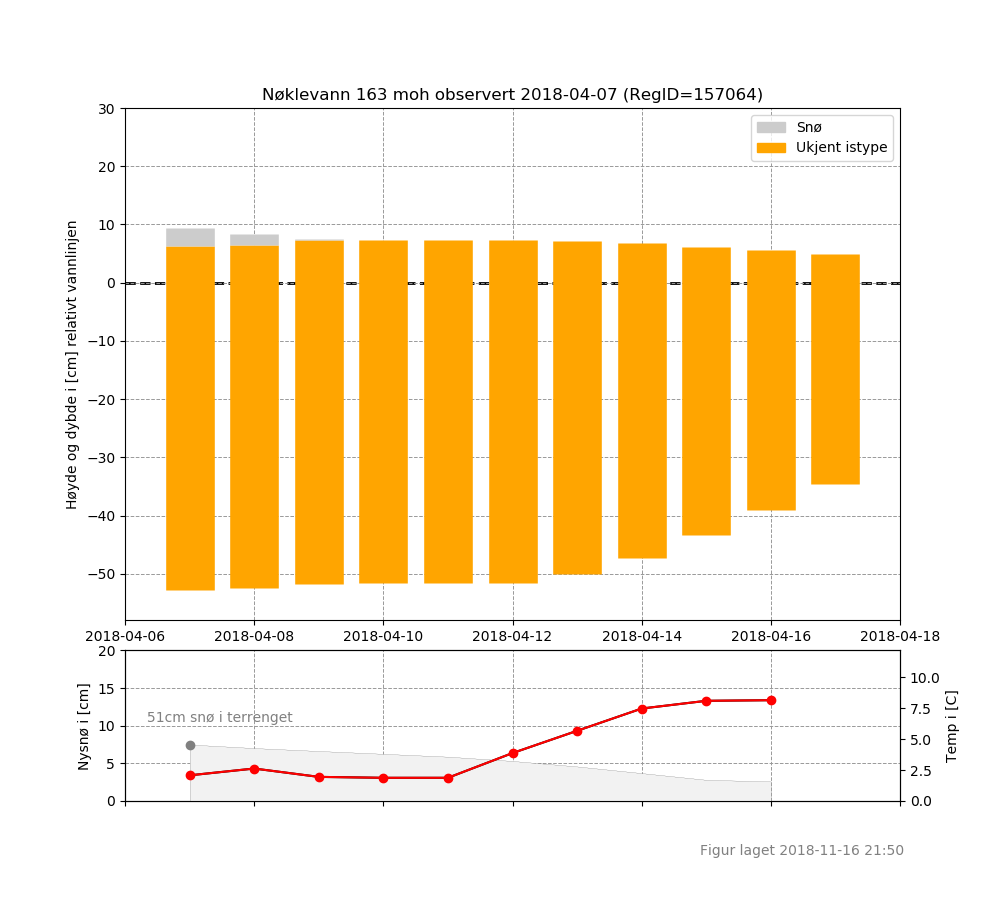 Nøklevann 163 moh observert 2018-04-07 (RegID=157064)
Snø
Ukjent istype
Høyde og dybde i [cm] relativt vannlinjen
30
20
10
0
−10
−20
−30
−40
−50
2018-04-06 2018-04-08 2018-04-10 2018-04-12 2018-04-14 2018-04-16 2018-04-18
Nysnø i [cm]
20
15
10
5
0
51cm snø i terrenget
10.0
7.5
5.0
2.5
0.0
Temp i [C]
Figur laget 2018-11-16 21:50